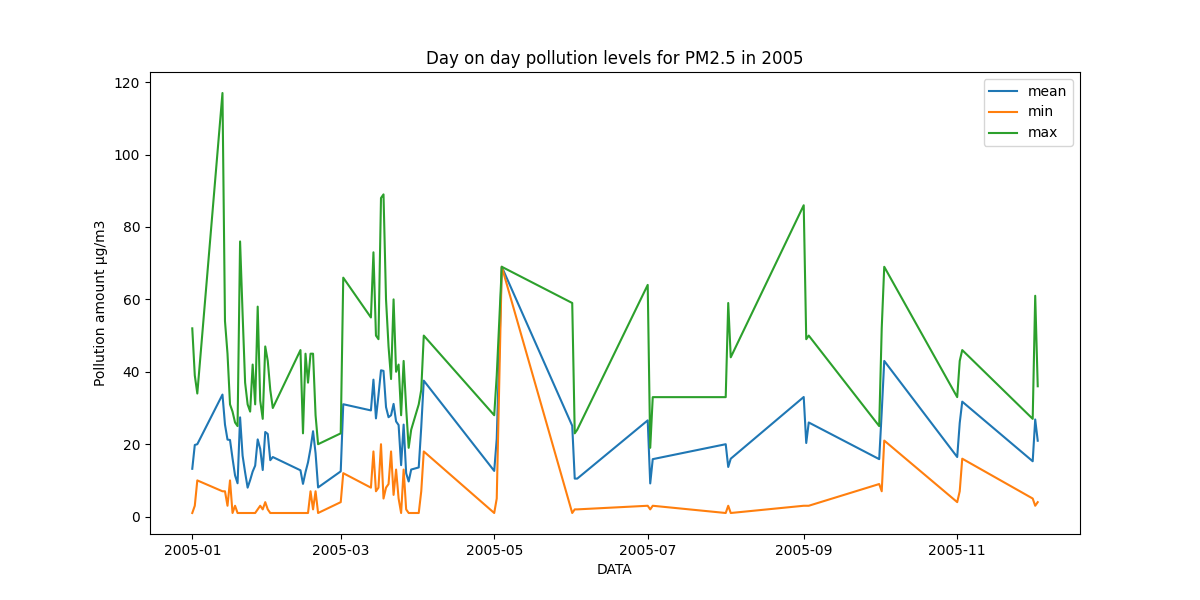 Day on day pollution levels for PM2.5 in 2005
mean
min
max
Pollution amount µg/m3
120
100
80
60
40
20
0
2005-01 2005-03 2005-05 2005-07 2005-09 2005-11
DATA